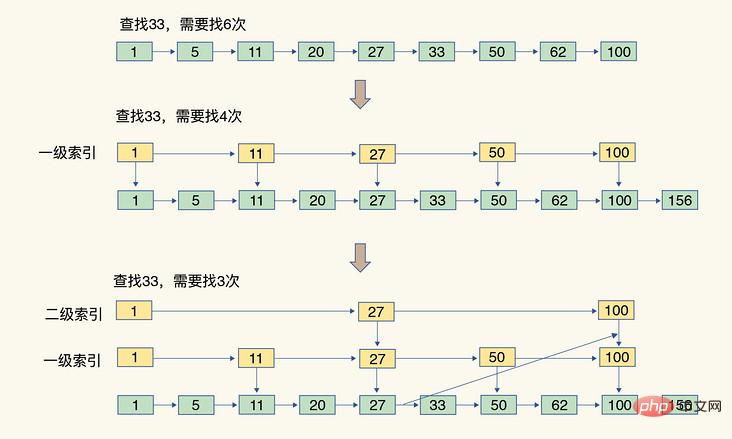 查找33，需要找6次
1 5 11 20 27 33 50 62 100
查找33，需要找4次
一级索引 1 11 27 50 100
1 5 11 20 27 33 50 62 100 156
查找33，需要找3次
二级索引 1 27 100
一级索引 1 11 27 50 100
1 5 11 20 27 33 50 62 100 156
php中文网